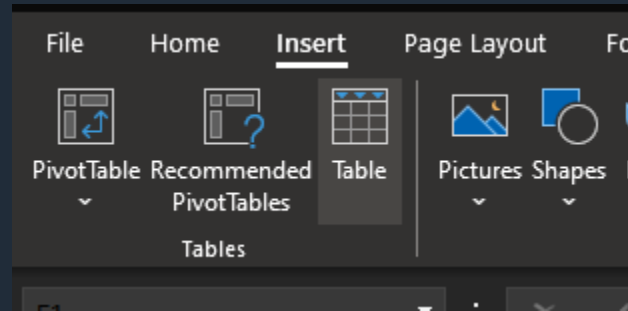 File Home Insert Page Layout
PivotTable Recommended PivotTables Table Pictures Shapes
Tables